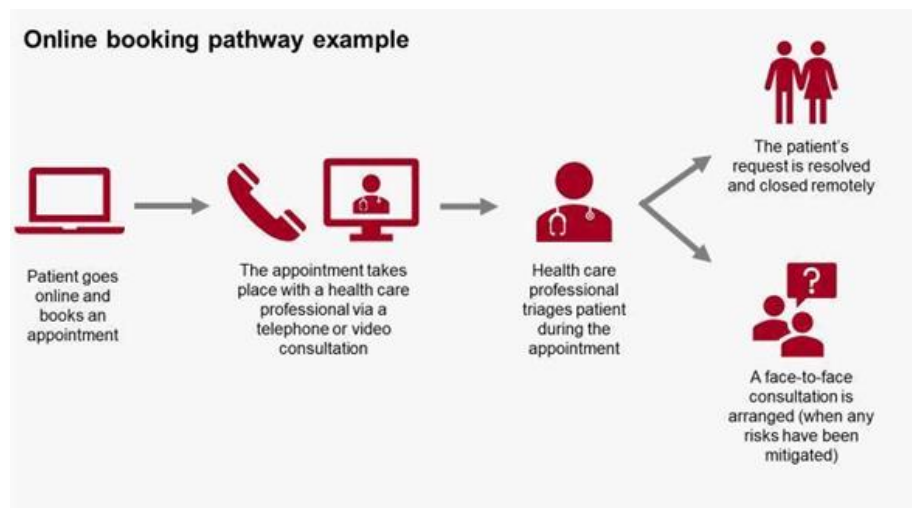 Online booking pathway example
Patient goes
online and
books an
appointment
The appointment takes
place with a health care
professional via a
telephone or video
consultation
Health care
professional
triages patient
during the
appointment
The patient's
request is resolved
and closed remotely
?
A face-to-face
consultation is
arranged (when any
risks have been
mitigated)